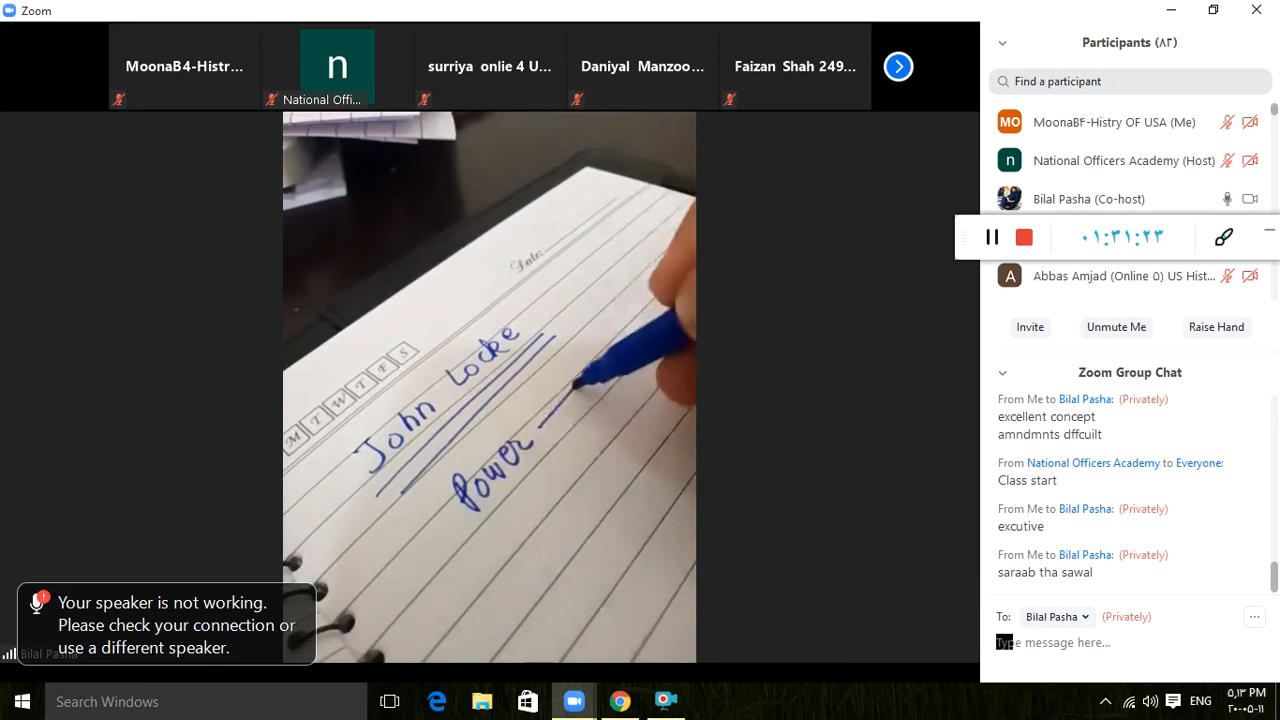 Zoom
MoonaB4-Histry...
n
National Offi...
surriya onlie 4 U...
Daniyal Manzoo...
Faizan Shah 249...
Date:
M T W T F S
John Locke
Power
Your speaker is not working.
Please check your connection or
use a different speaker.
Bilal Pasha
Participants (۸۲)
Find a participant
MO
MoonaB۴-Histry OF USA (Me)
n
National Officers Academy (Host)
Bilal Pasha (Co-host)
۰۱:۳۱:۲۳
A
Abbas Amjad (Online ۵) US Hist...
Invite
Unmute Me
Raise Hand
Zoom Group Chat
From Me to Bilal Pasha: (Privately)
excellent concept
amndmnts dffcuilt
From National Officers Academy to Everyone:
Class start
From Me to Bilal Pasha: (Privately)
excutive
From Me to Bilal Pasha: (Privately)
saraab tha sawal
To: Bilal Pasha (Privately)
Type message here...
Search Windows
ENG
۵:۱۳ PM
۲۰-۰۵-۱۱